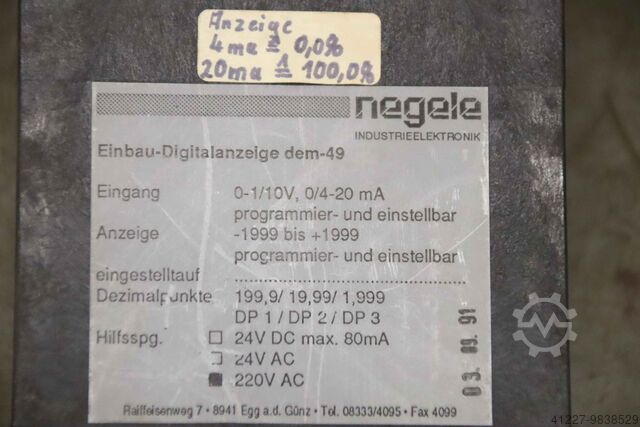 Anzeige
4ma ≙ 0,0%
20ma ≙ 100,0%
negele
INDUSTRIEELEKTRONIK
Einbau-Digitalanzeige dem-49
Eingang 0-1/10V, 0/4-20 mA
programmier- und einstellbar
Anzeige -1999 bis +1999
programmier- und einstellbar
eingestelltauf ........................................
Dezimalpunkte 199,9/ 19,99/ 1,999
DP 1 / DP 2 / DP 3
Hilfsspg. ☐ 24V DC max. 80mA
☐ 24V AC
■ 220V AC
03. 09. 91
Raiffeisenweg 7 • 8941 Egg a.d. Günz • Tel. 08333/4095 • Fax 4099
41227-9838529